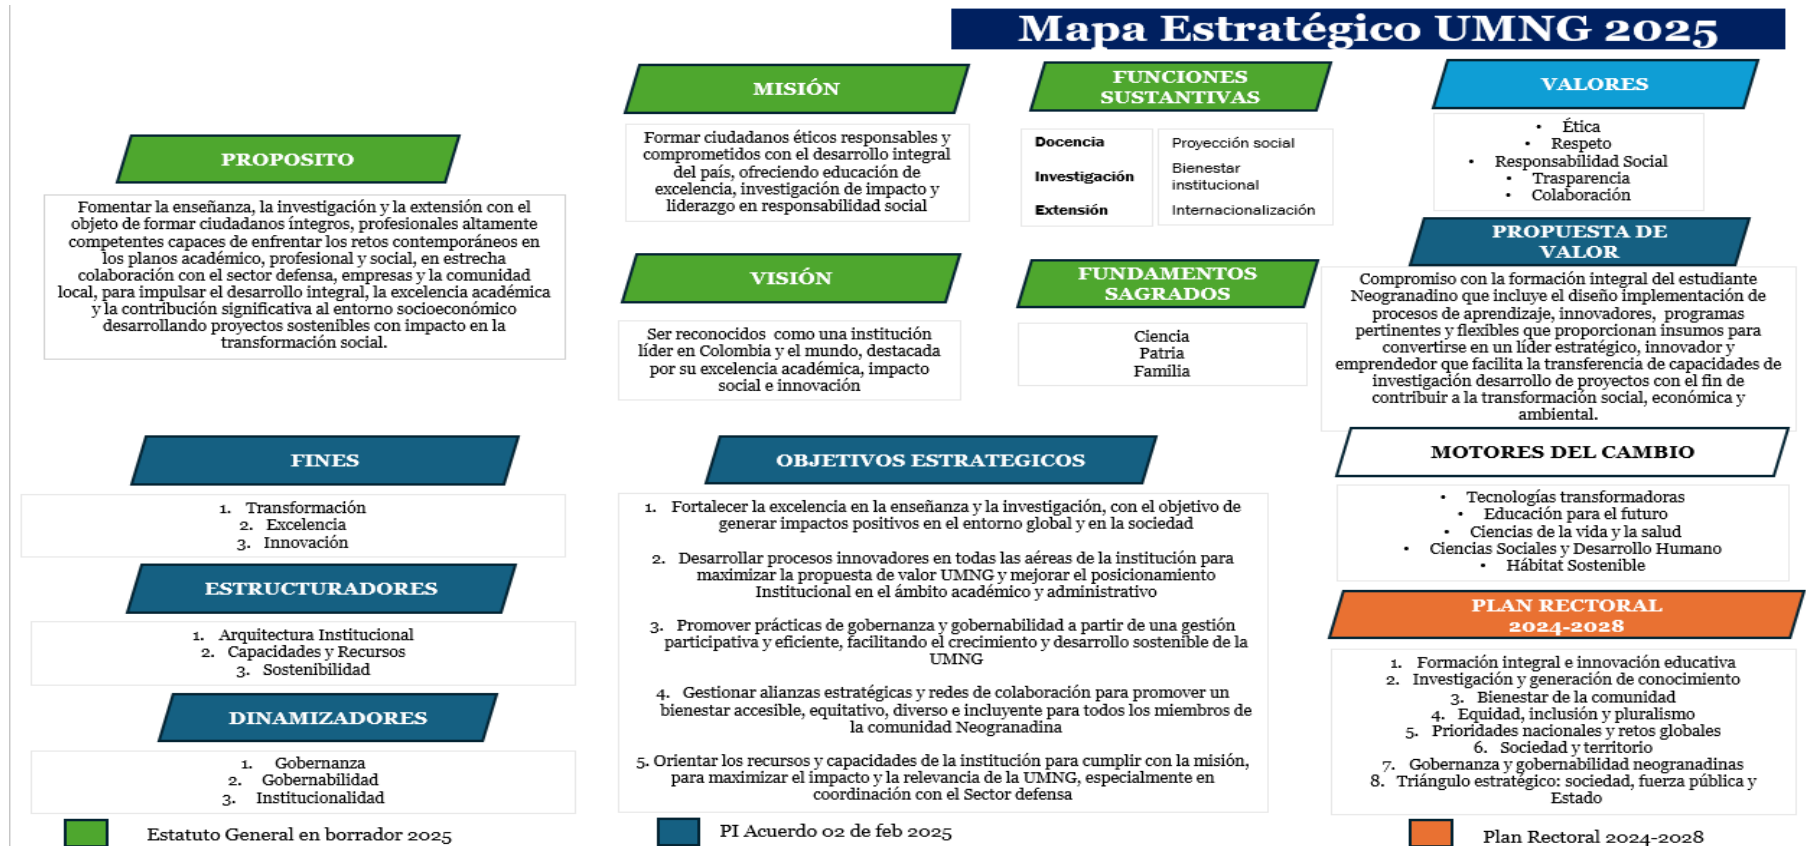 Mapa Estratégico UMNG 2025
PROPOSITO
Fomentar la enseñanza, la investigación y la extensión con el
objeto de formar ciudadanos íntegros, profesionales altamente
competentes capaces de enfrentar los retos contemporáneos en
los planos académico, profesional y social, en estrecha
colaboración con el sector defensa, empresas y la comunidad
local, para impulsar el desarrollo integral, la excelencia académica
y la contribución significativa al entorno socioeconómico
desarrollando proyectos sostenibles con impacto en la
transformación social.
MISIÓN
Formar ciudadanos éticos responsables y
comprometidos con el desarrollo integral
del país, ofreciendo educación de
excelencia, investigación de impacto y
liderazgo en responsabilidad social
VISIÓN
Ser reconocidos como una institución
líder en Colombia y el mundo, destacada
por su excelencia académica, impacto
social e innovación
FUNCIONES
SUSTANTIVAS
Docencia
Investigación
Extensión
Proyección social
Bienestar
institucional
Internacionalización
FUNDAMENTOS
SAGRADOS
Ciencia
Patria
Familia
VALORES
• Ética
• Respeto
• Responsabilidad Social
• Trasparencia
• Colaboración
PROPUESTA DE
VALOR
Compromiso con la formación integral del estudiante
Neogranadino que incluye el diseño implementación de
procesos de aprendizaje, innovadores, programas
pertinentes y flexibles que proporcionan insumos para
convertirse en un líder estratégico, innovador y
emprendedor que facilita la transferencia de capacidades de
investigación desarrollo de proyectos con el fin de
contribuir a la transformación social, económica y
ambiental.
FINES
1. Transformación
2. Excelencia
3. Innovación
ESTRUCTURADORES
1. Arquitectura Institucional
2. Capacidades y Recursos
3. Sostenibilidad
DINAMIZADORES
1. Gobernanza
2. Gobernabilidad
3. Institucionalidad
OBJETIVOS ESTRATEGICOS
1. Fortalecer la excelencia en la enseñanza y la investigación, con el objetivo de
generar impactos positivos en el entorno global y en la sociedad
2. Desarrollar procesos innovadores en todas las aéreas de la institución para
maximizar la propuesta de valor UMNG y mejorar el posicionamiento
Institucional en el ámbito académico y administrativo
3. Promover prácticas de gobernanza y gobernabilidad a partir de una gestión
participativa y eficiente, facilitando el crecimiento y desarrollo sostenible de la
UMNG
4. Gestionar alianzas estratégicas y redes de colaboración para promover un
bienestar accesible, equitativo, diverso e incluyente para todos los miembros de
la comunidad Neogranadina
5. Orientar los recursos y capacidades de la institución para cumplir con la misión,
para maximizar el impacto y la relevancia de la UMNG, especialmente en
coordinación con el Sector defensa
MOTORES DEL CAMBIO
• Tecnologías transformadoras
• Educación para el futuro
• Ciencias de la vida y la salud
• Ciencias Sociales y Desarrollo Humano
• Hábitat Sostenible
PLAN RECTORAL
2024-2028
1. Formación integral e innovación educativa
2. Investigación y generación de conocimiento
3. Bienestar de la comunidad
4. Equidad, inclusión y pluralismo
5. Prioridades nacionales y retos globales
6. Sociedad y territorio
7. Gobernanza y gobernabilidad neogranadinas
8. Triángulo estratégico: sociedad, fuerza pública y
Estado
Estatuto General en borrador 2025
PI Acuerdo 02 de feb 2025
Plan Rectoral 2024-2028